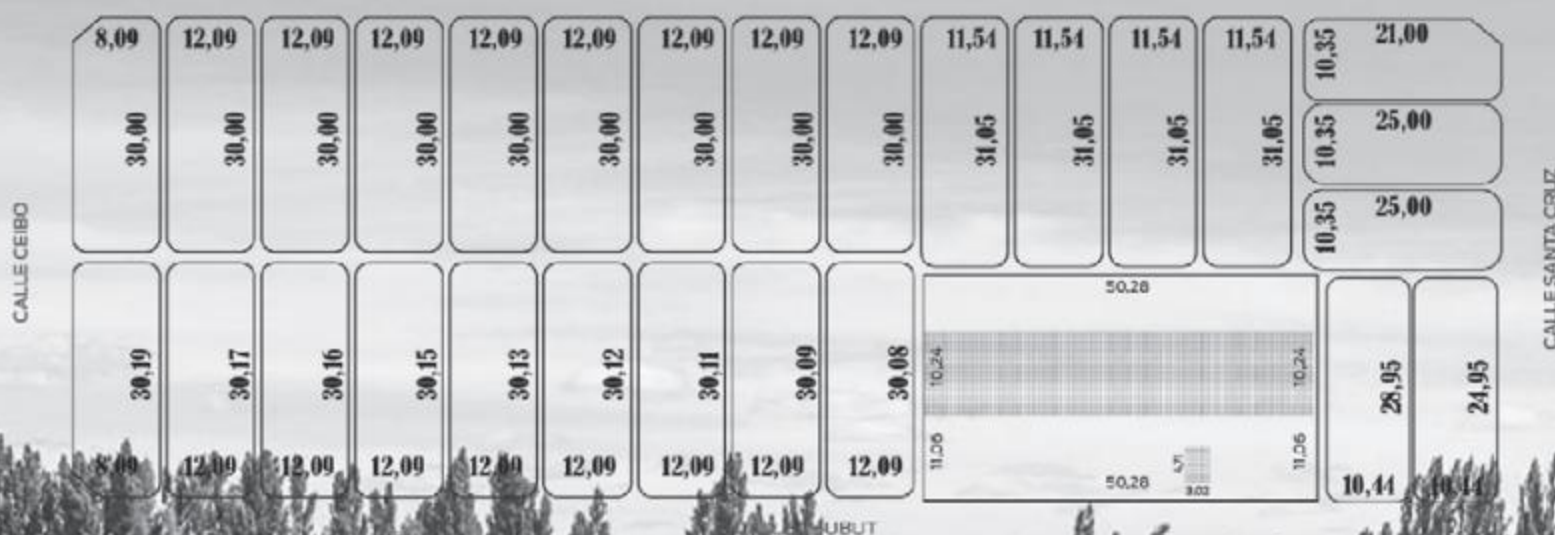 8,09 12,09 12,09 12,09 12,09 12,09 12,09 12,09 12,09 11,54 11,54 11,54 11,54 10,35 21,00
30,00 30,00 30,00 30,00 30,00 30,00 30,00 30,00 30,00 31,05 31,05 31,05 31,05 10,35 25,00
10,35 25,00
CALLE CEIBO
CALLE SANTA CRUZ
50,28
30,19 30,17 30,16 30,15 30,13 30,12 30,11 30,09 30,08 10,24 10,24 28,95 24,95
11,06 11,06
8,09 12,09 12,09 12,09 12,09 12,09 12,09 12,09 12,09 50,28 10,44 10,44